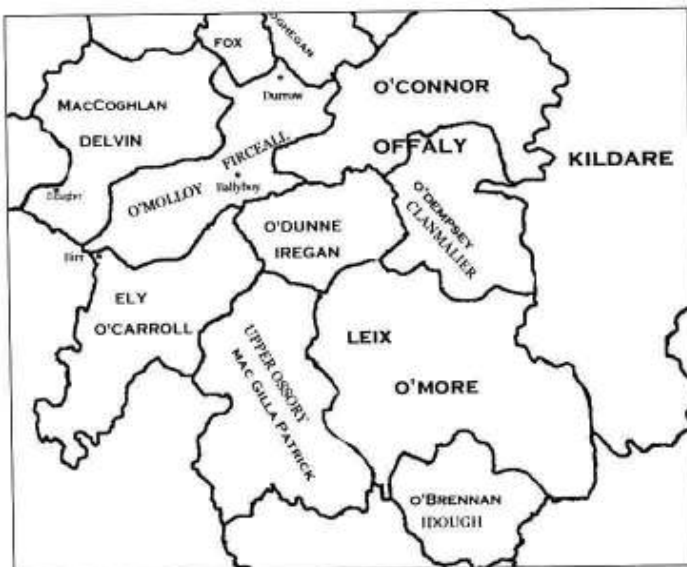 FOX
OGHEGAN
Durrow
O'CONNOR
MACCOGHLAN
DELVIN
OFFALY
KILDARE
FIRCEALL
O'MOLLOY
Ballyboy
O'DEMPSEY
CLANMALIER
O'DUNNE
IREGAN
Birr
ELY
O'CARROLL
UPPER OSSORY
MAC GILLA PATRICK
LEIX
O'MORE
O'BRENNAN
IDOUGH